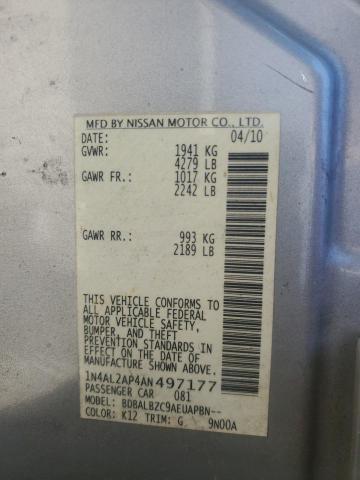 MFD BY NISSAN MOTOR CO., LTD.
DATE: 04/10
GVWR: 1941 KG
4279 LB
GAWR FR.: 1017 KG
2242 LB
GAWR RR.: 993 KG
2189 LB
THIS VEHICLE CONFORMS TO
ALL APPLICABLE FEDERAL
MOTOR VEHICLE SAFETY,
BUMPER, AND THEFT
PREVENTION STANDARDS IN
EFFECT ON THE DATE OF
MANUFACTURE SHOWN ABOVE.
1N4AL2AP4AN497177
PASSENGER CAR 081
MODEL: BDBALBZC9AEUAPBN--
COLOR: K12 TRIM: G 9N00A